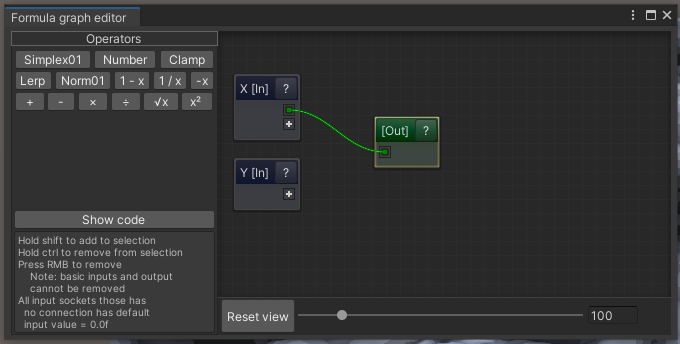 Formula graph editor
Operators
Simplex01 Number Clamp
Lerp Norm01 1 - x 1 / x -x
+ - × ÷ √x x²
X [In] ?
[Out] ?
Y [In] ?
Show code
Hold shift to add to selection
Hold ctrl to remove from selection
Press RMB to remove
Note: basic inputs and output
cannot be removed
All input sockets those has
no connection has default
input value = 0.0f
Reset view 100